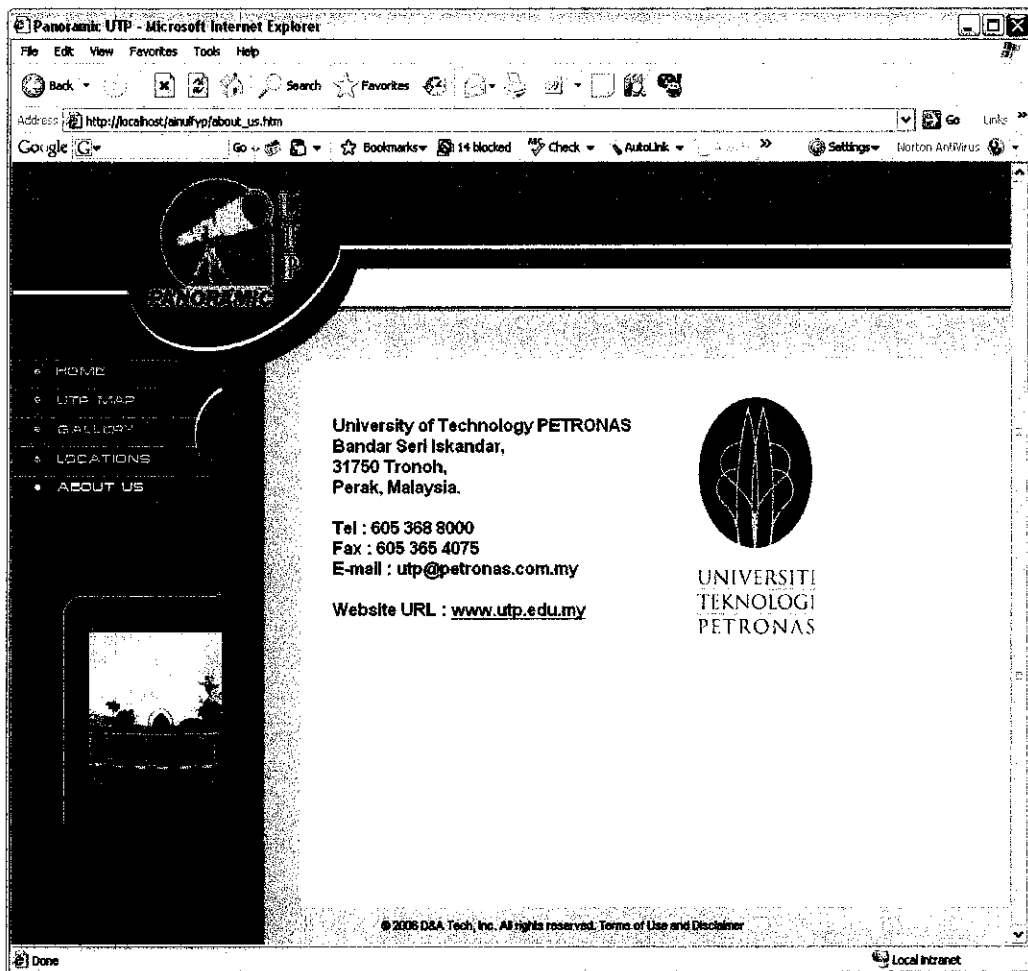 Panoramic UTP - Microsoft Internet Explorer
File Edit View Favorites Tools Help
Back Search Favorites
Address http://localhost/ainulfyp/about_us.htm Go Links »
Google G Go Bookmarks 14 blocked ABC Check AutoLink » Settings Norton AntiVirus
UTP
PANORAMIC
HOME
UTP MAP
GALLERY
LOCATIONS
ABOUT US
University of Technology PETRONAS
Bandar Seri Iskandar,
31750 Tronoh,
Perak, Malaysia.
Tel : 605 368 8000
Fax : 605 365 4075
E-mail : utp@petronas.com.my
Website URL : www.utp.edu.my
UNIVERSITI
TEKNOLOGI
PETRONAS
© 2006 D&A Tech, Inc. All rights reserved. Terms of Use and Disclaimer
Done Local intranet